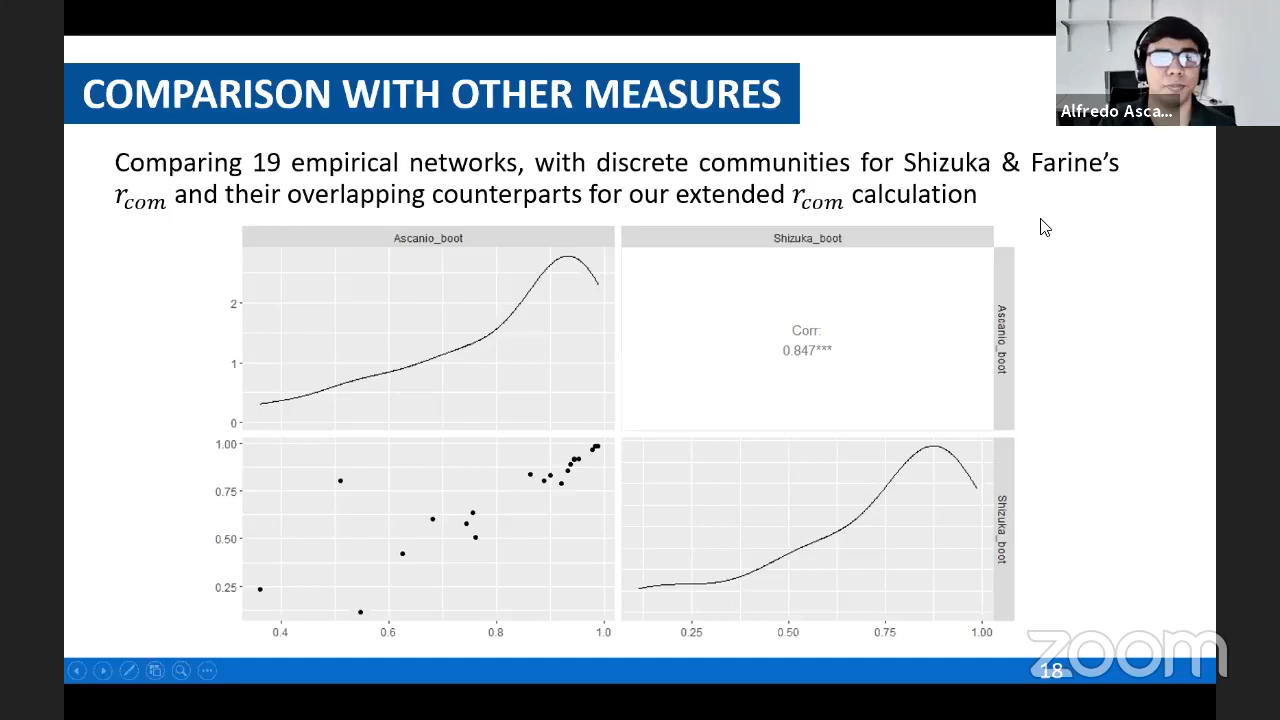 COMPARISON WITH OTHER MEASURES
Alfredo Asca...
Comparing 19 empirical networks, with discrete communities for Shizuka & Farine's
r_com and their overlapping counterparts for our extended r_com calculation
Ascanio_boot
Shizuka_boot
2
1
0
Corr:
0.847***
Ascanio_boot
1.00
0.75
0.50
0.25
Shizuka_boot
0.4 0.6 0.8 1.0
0.25 0.50 0.75 1.00
zoom
18